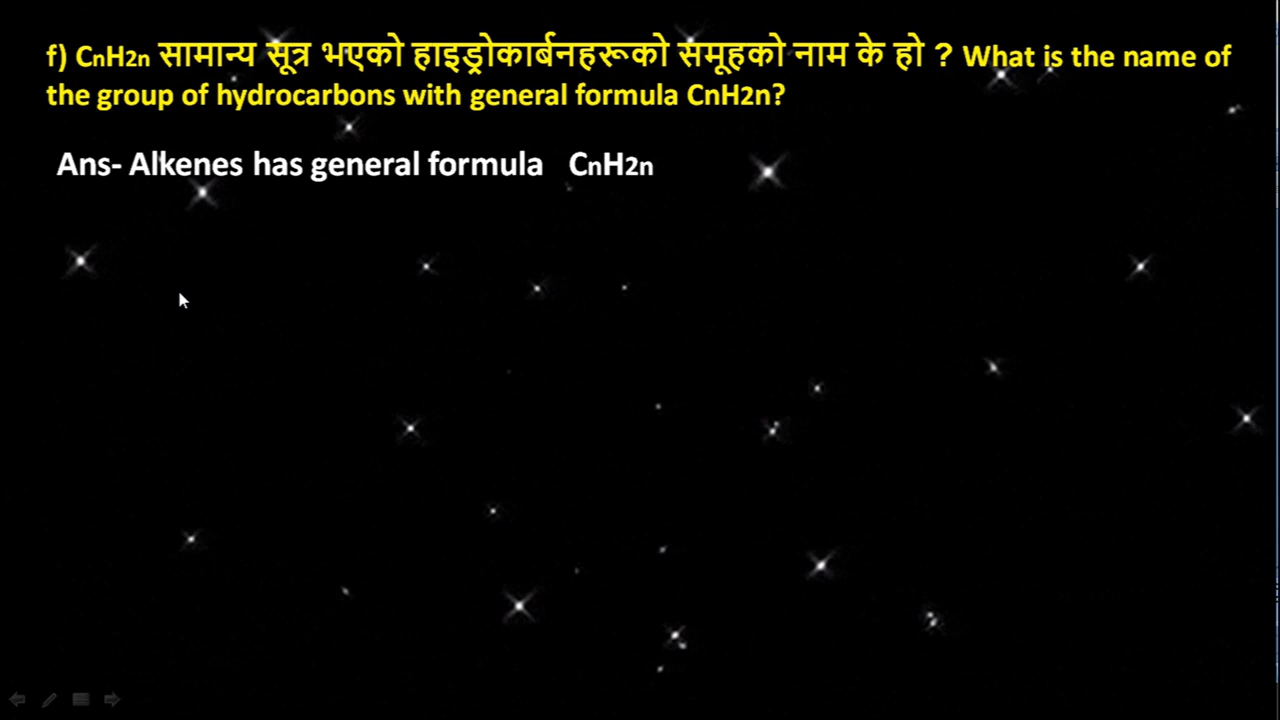 f) CnH2n सामान्य सूत्र भएको हाइड्रोकार्बनहरूको समूहको नाम के हो ? What is the name of
the group of hydrocarbons with general formula CnH2n?
Ans- Alkenes has general formula CnH2n